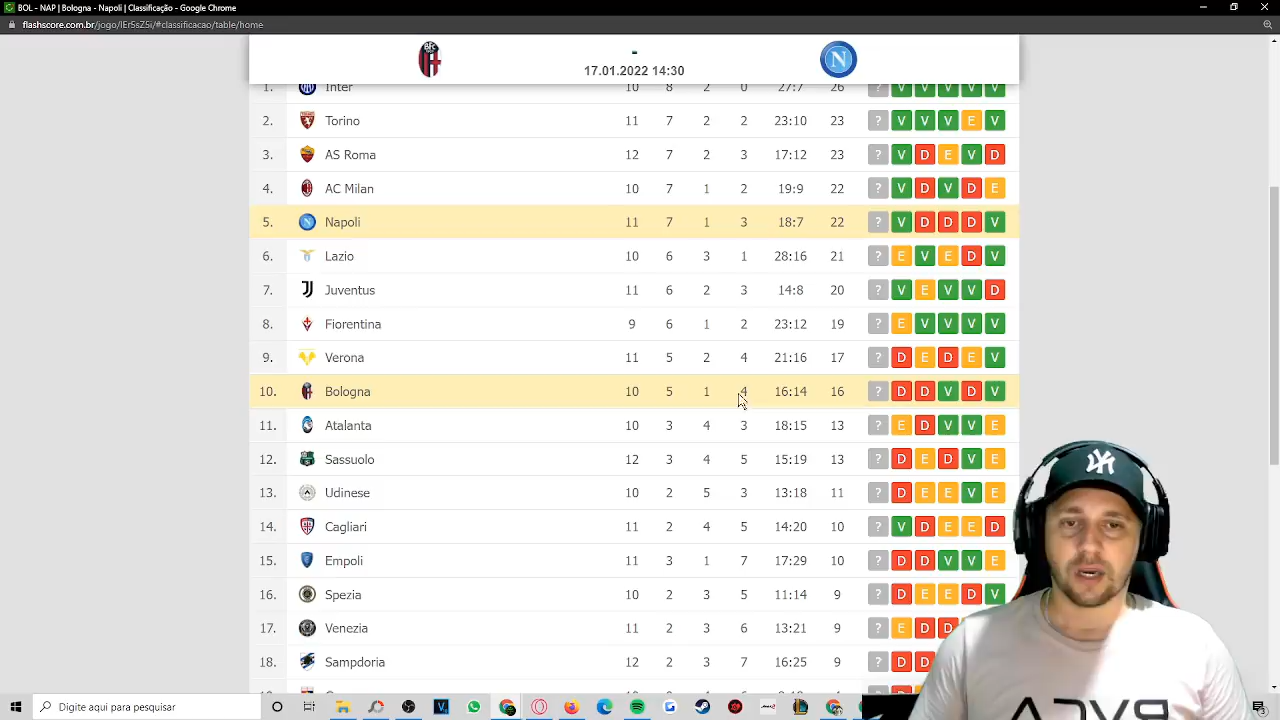 BOL - NAP | Bologna - Napoli | Classificação - Google Chrome
flashscore.com.br/jogo/lEr5sZ5i/#classificacao/table/home
-
17.01.2022 14:30
1. Inter 10 8 2 0 27:7 26 ? V V V V V
2. Torino 11 7 2 2 23:10 23 ? V V V E V
3. AS Roma 12 7 2 3 17:12 23 ? V D E V D
4. AC Milan 10 7 1 2 19:9 22 ? V D V D E
5. Napoli 11 7 1 3 18:7 22 ? V D D D V
6. Lazio 10 6 3 1 28:16 21 ? E V E D V
7. Juventus 11 6 2 3 14:8 20 ? V E V V D
8. Fiorentina 9 6 1 2 23:12 19 ? E V V V V
9. Verona 11 5 2 4 21:16 17 ? D E D E V
10. Bologna 10 5 1 4 16:14 16 ? D D V D V
11. Atalanta 10 3 4 3 18:15 13 ? E D V V E
12. Sassuolo 12 3 4 5 15:19 13 ? D E D V E
13. Udinese 10 2 5 3 13:18 11 ? D E E V E
14. Cagliari 11 2 4 5 14:20 10 ? V D E E D
15. Empoli 11 3 1 7 17:29 10 ? D D V V E
16. Spezia 10 2 3 5 11:14 9 ? D E E D V
17. Venezia 11 2 3 6 13:21 9 ? E D D
18. Sampdoria 12 2 3 7 16:25 9 ? D D
Digite aqui para pesquisar